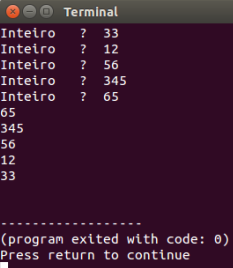 Terminal
Inteiro ? 33
Inteiro ? 12
Inteiro ? 56
Inteiro ? 345
Inteiro ? 65
65
345
56
12
33
------------------
(program exited with code: 0)
Press return to continue